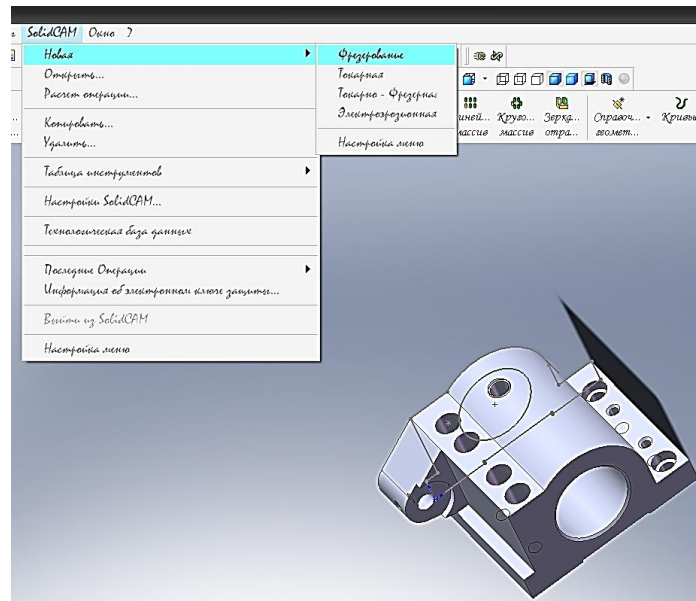 SolidCAM Окно ?
Новая
Открыть...
Расчет операции...
Копировать...
Удалить...
Таблица инструментов
Настройки SolidCAM...
Технологическая база данных
Последние Операции
Информация об электронном ключе защиты...
Выйти из SolidCAM
Настройка меню
Фрезерование
Токарная
Токарно - Фрезерная
Электроэрозионная
Настройка меню
Круго... Зерка... Справоч... Кривые
массив массив отра... геомет...